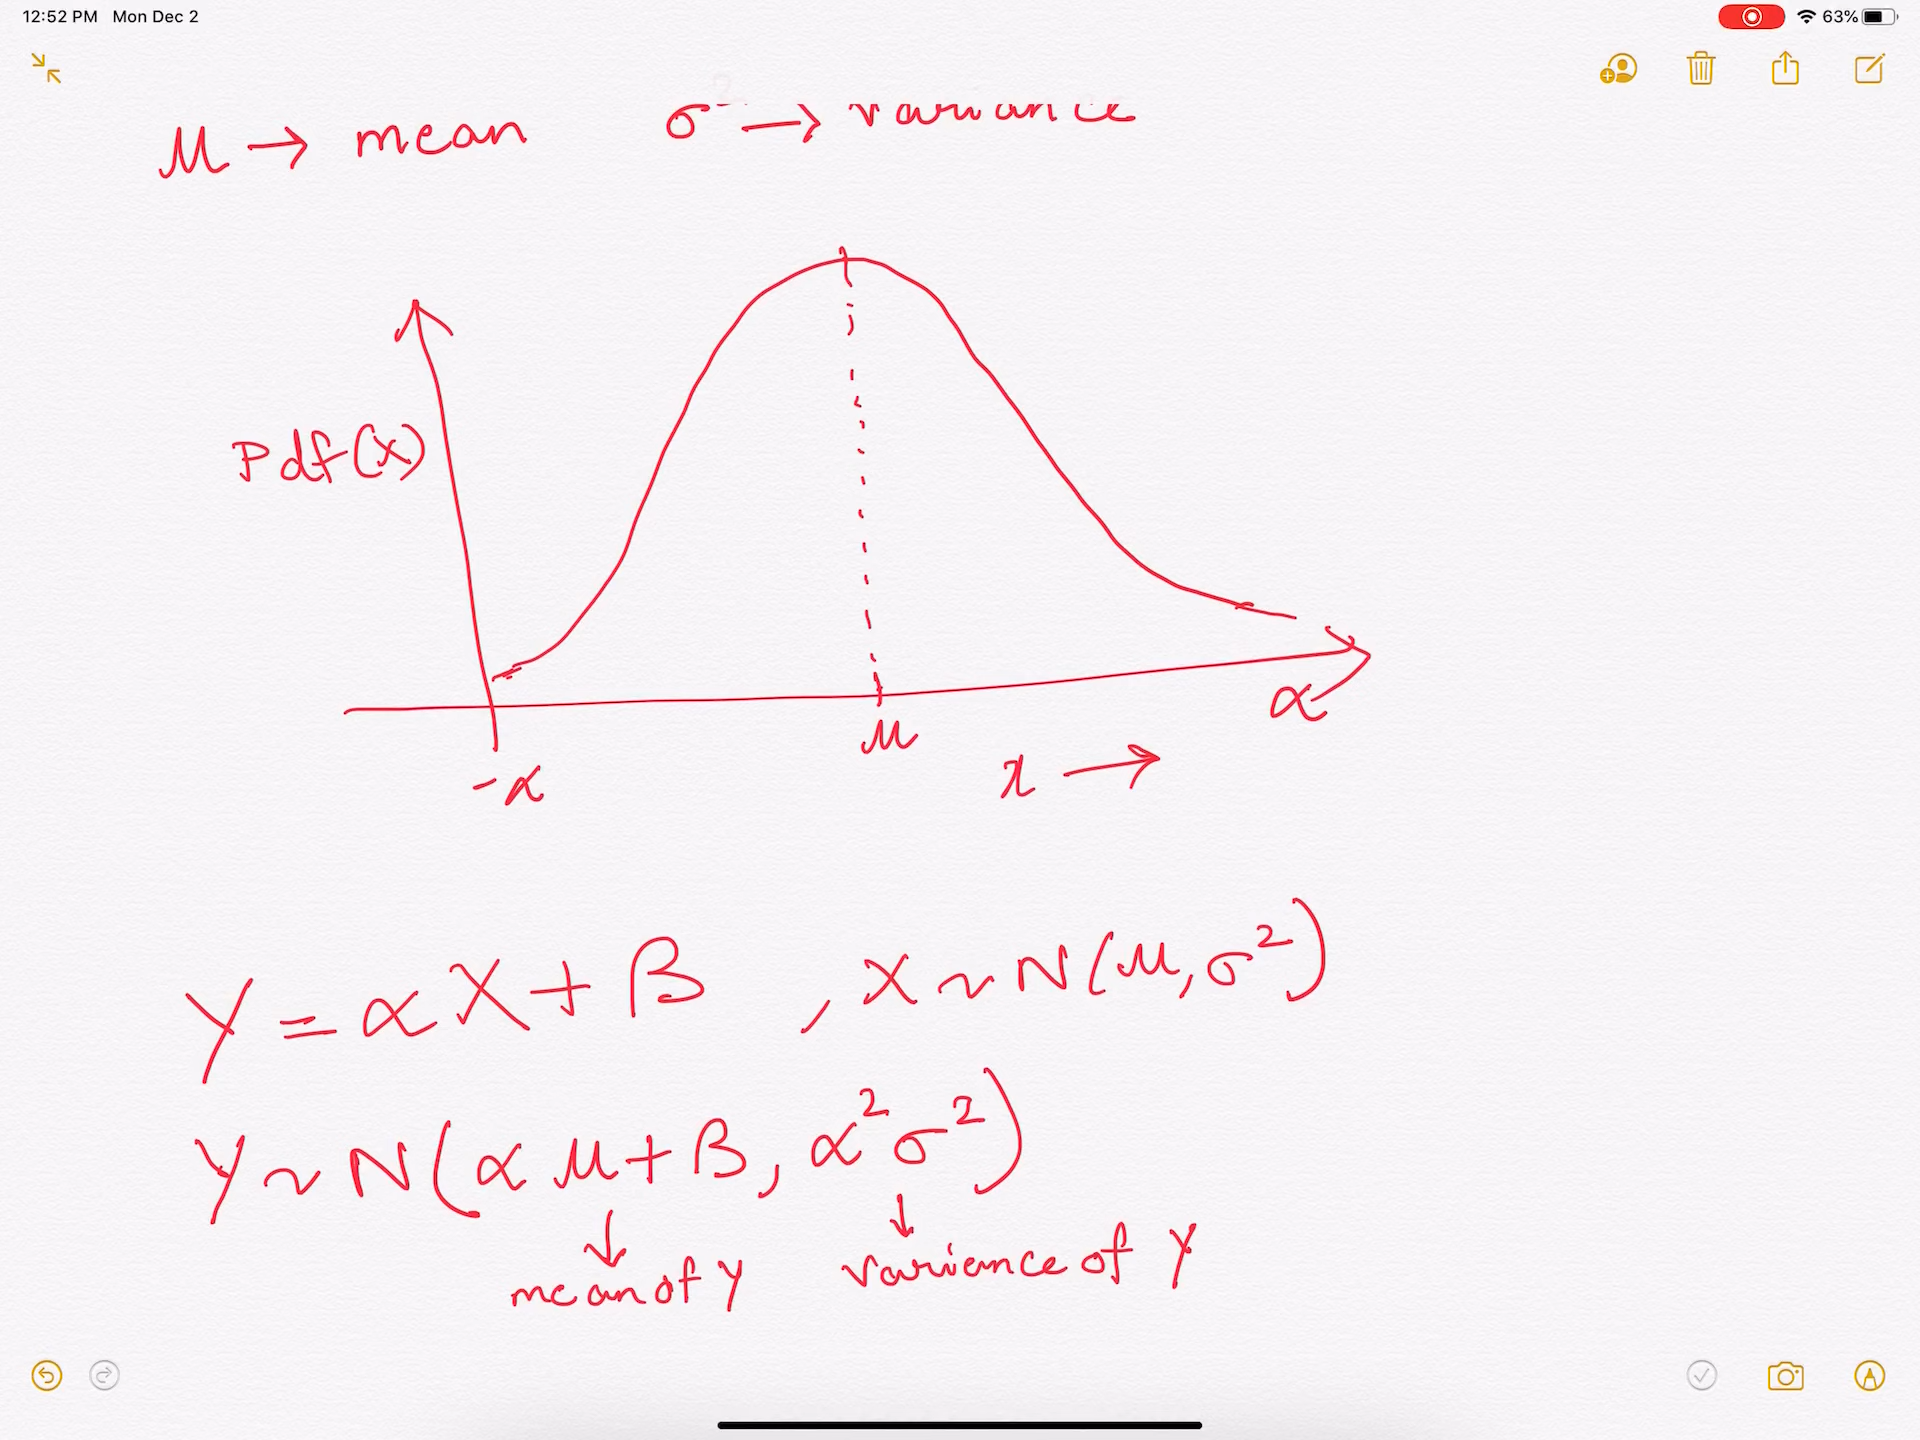 12:52 PM Mon Dec 2
63%
μ → mean σ² → variance
Pdf(x)
-α
μ
α
x →
Y = αX + β , X ~ N(μ, σ²)
Y ~ N(αμ + β, α²σ²)
↓ ↓
mean of Y varience of Y